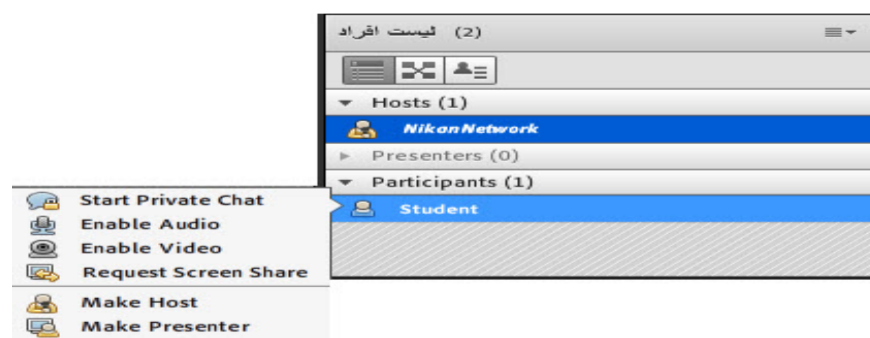 لیست افراد (2)
Hosts (1)
NikanNetwork
Presenters (0)
Participants (1)
Student
Start Private Chat
Enable Audio
Enable Video
Request Screen Share
Make Host
Make Presenter